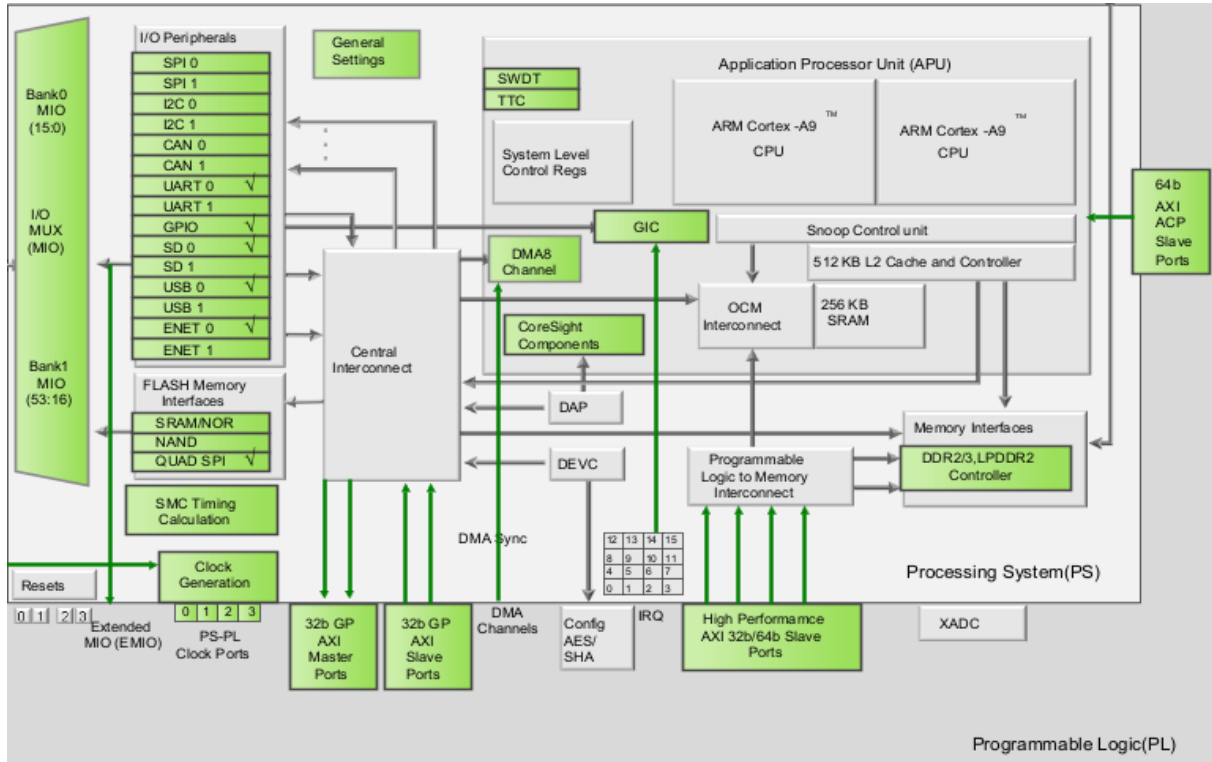 I/O Peripherals
SPI 0
SPI 1
I2C 0
I2C 1
CAN 0
CAN 1
UART 0 √
UART 1
GPIO √
SD 0 √
SD 1
USB 0 √
USB 1
ENET 0 √
ENET 1
Bank0
MIO
(15:0)
I/O
MUX
(MIO)
Bank1
MIO
(53:16)
FLASH Memory
Interfaces
SRAM/NOR
NAND
QUAD SPI √
SMC Timing
Calculation
Clock
Generation
Resets
0 1 2 3
Extended
MIO (EMIO)
0 1 2 3
PS-PL
Clock Ports
General
Settings
Central
Interconnect
32b GP
AXI
Master
Ports
32b GP
AXI
Slave
Ports
Application Processor Unit (APU)
SWDT
TTC
System Level
Control Regs
ARM Cortex -A9 TM
CPU
ARM Cortex -A9 TM
CPU
GIC
Snoop Control unit
512 KB L2 Cache and Controller
DMA8
Channel
OCM
Interconnect
256 KB
SRAM
CoreSight
Components
DAP
DEVC
Programmable
Logic to Memory
Interconnect
Memory Interfaces
DDR2/3,LPDDR2
Controller
64b
AXI
ACP
Slave
Ports
DMA Sync
12 13 14 15
8 9 10 11
4 5 6 7
0 1 2 3
DMA
Channels
Config
AES/
SHA
IRQ
High Performamce
AXI 32b/64b Slave
Ports
XADC
Processing System(PS)
Programmable Logic(PL)